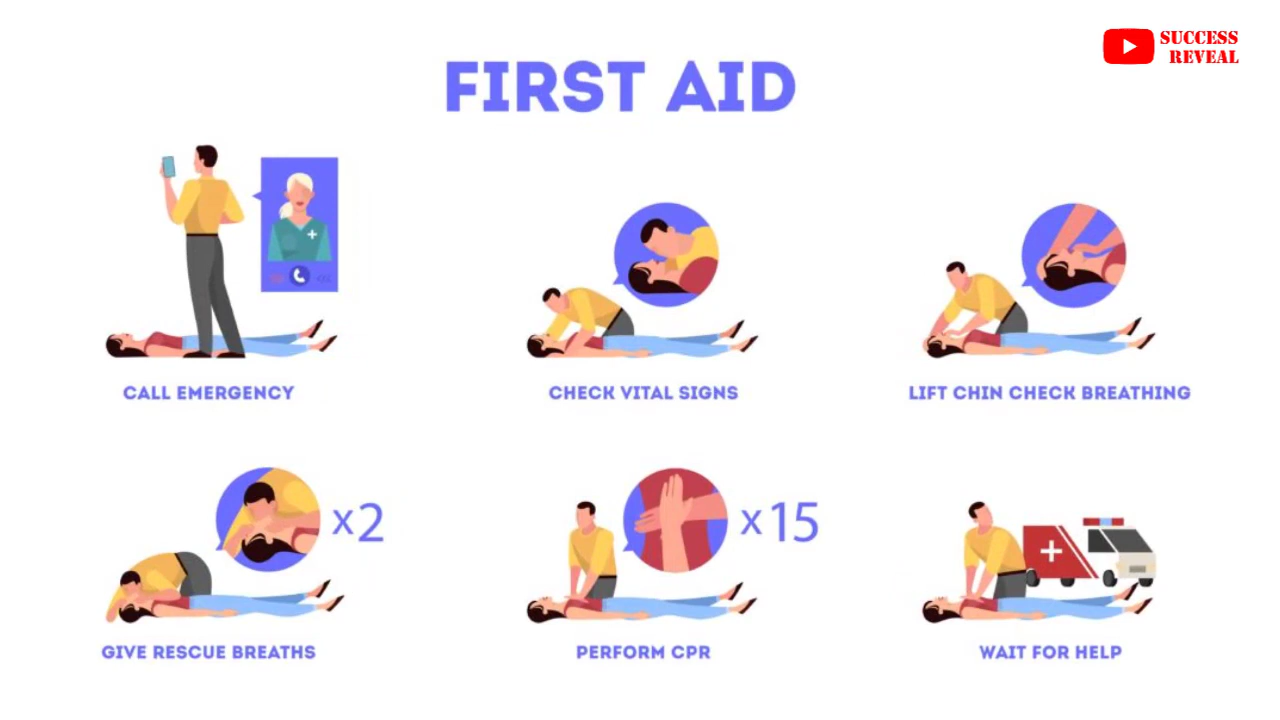 SUCCESS
REVEAL
FIRST AID
CALL EMERGENCY
CHECK VITAL SIGNS
LIFT CHIN CHECK BREATHING
x2
x15
GIVE RESCUE BREATHS
PERFORM CPR
WAIT FOR HELP